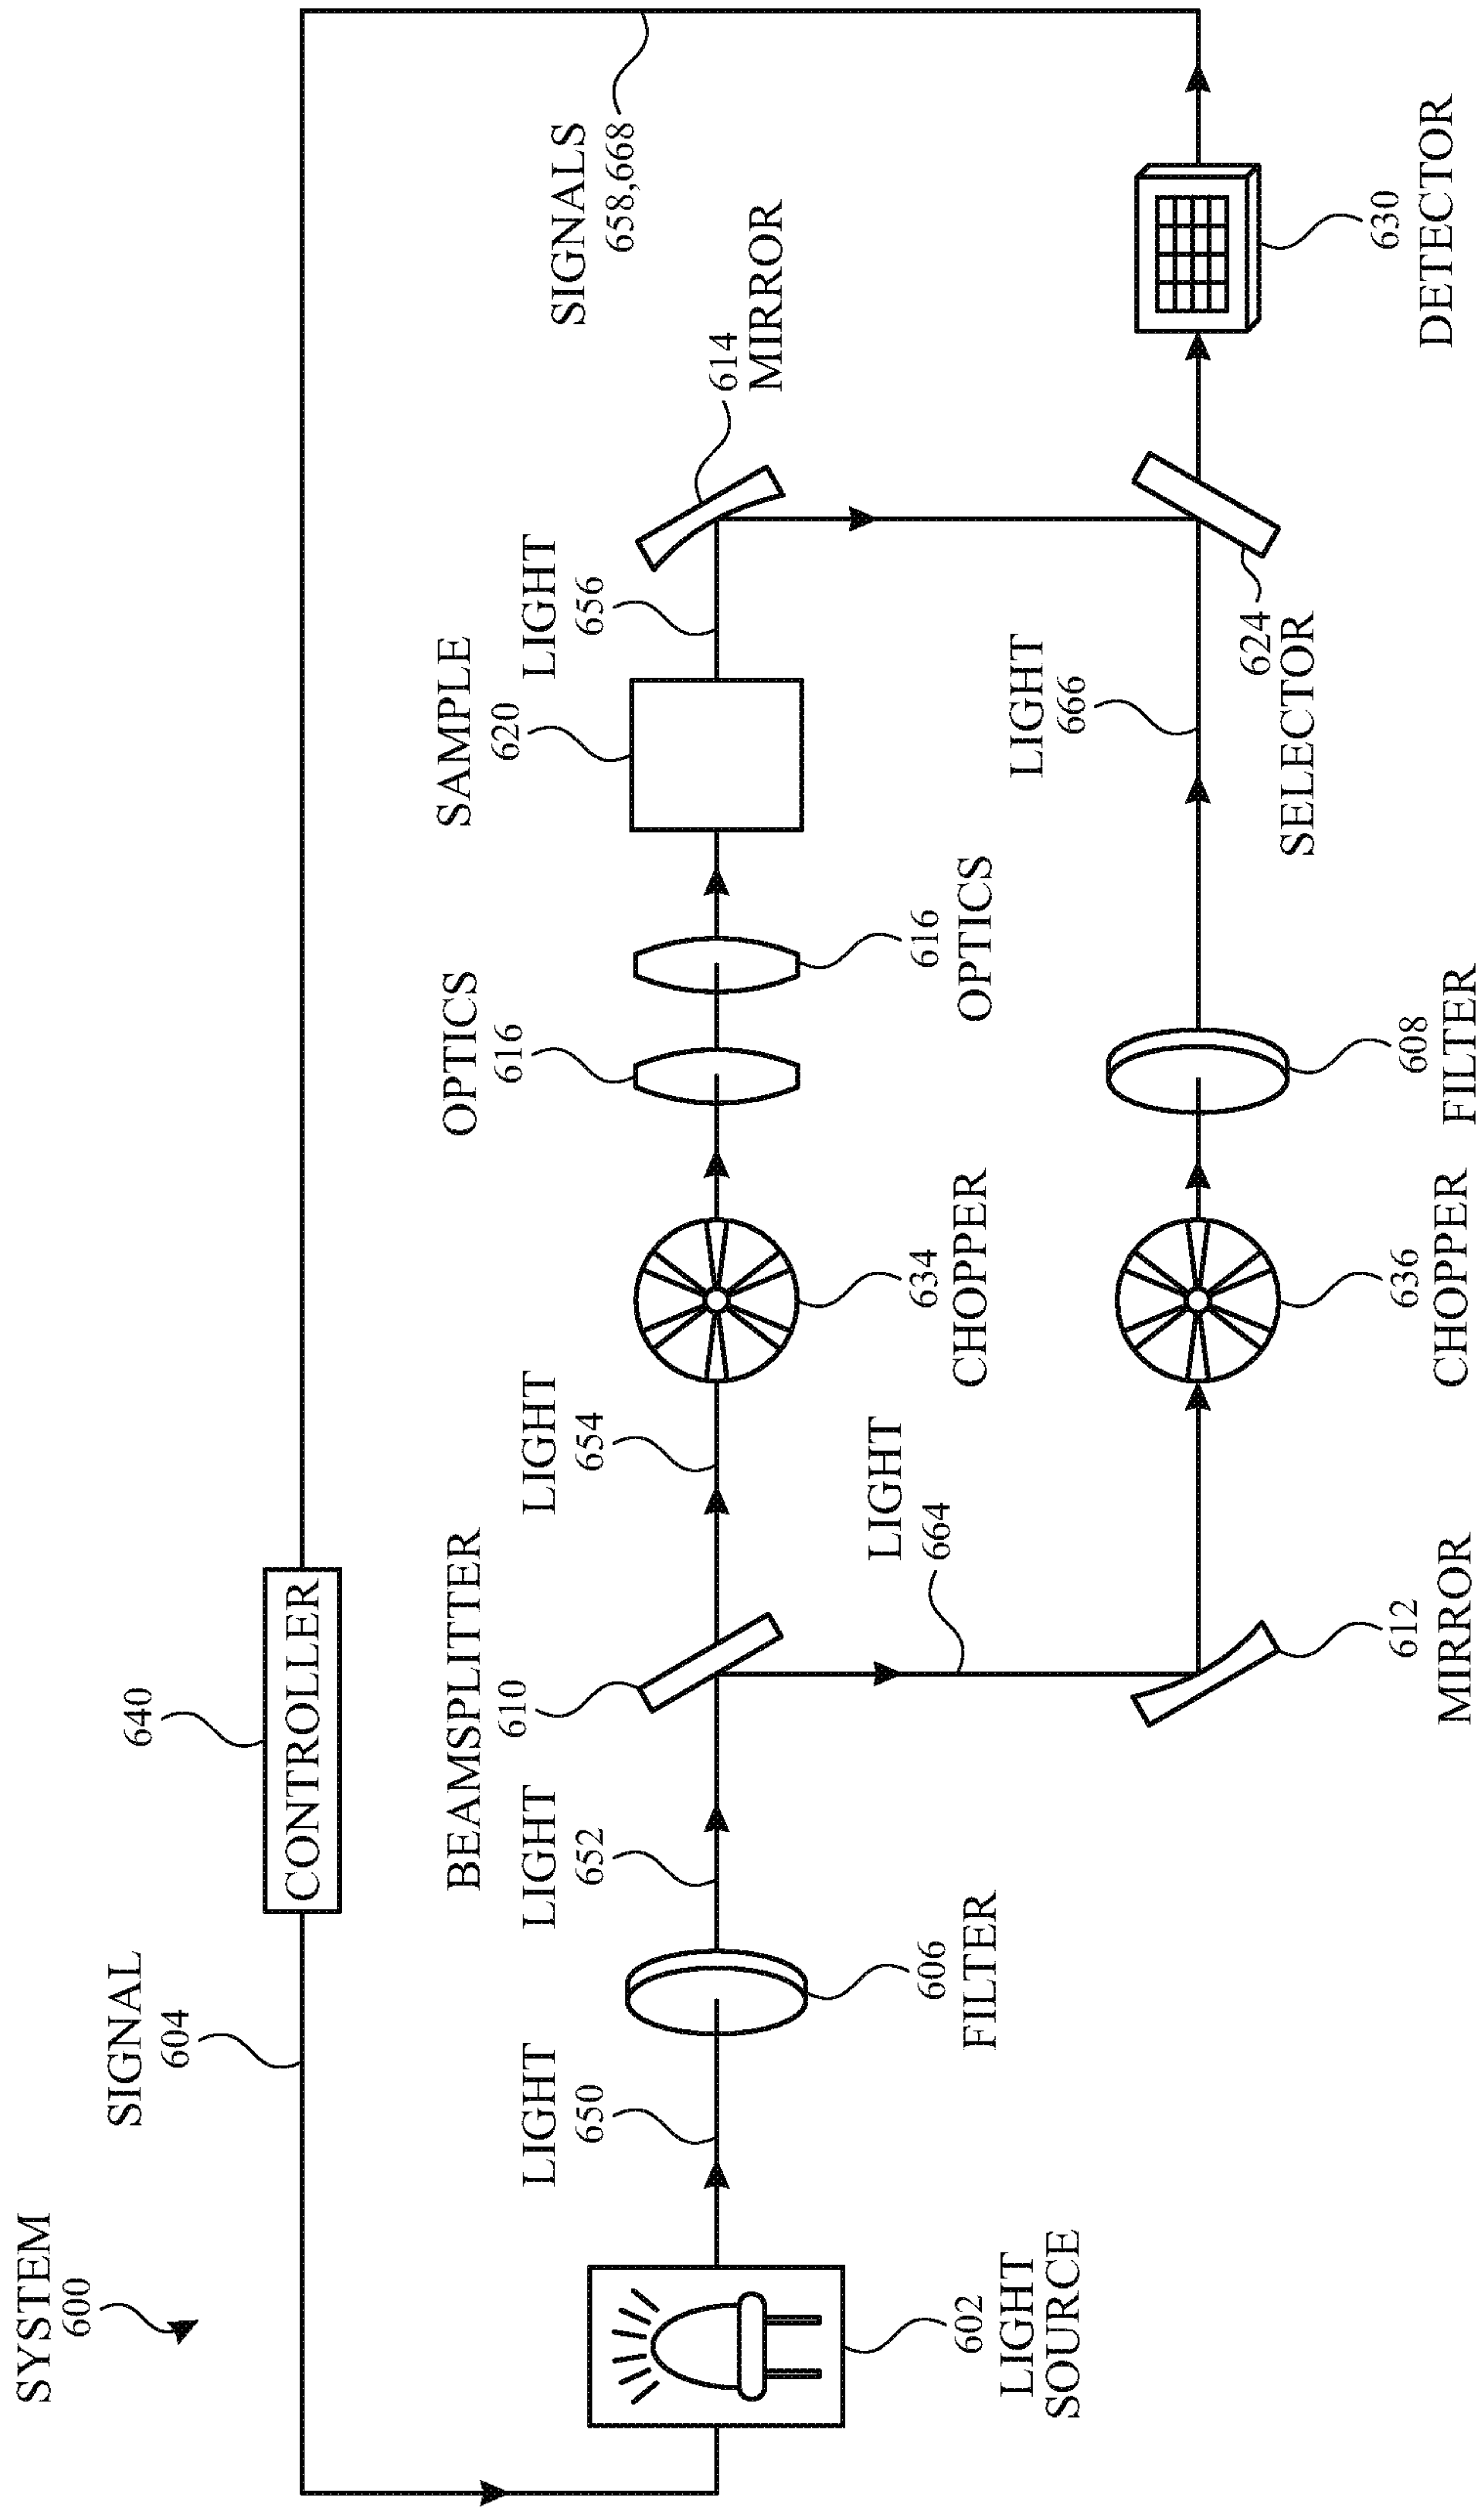 SYSTEM
600
SIGNAL
604
640
CONTROLLER
SIGNALS
658,668
LIGHT
650
LIGHT
652
BEAMSPLITTER
610
LIGHT
654
OPTICS
616
SAMPLE
620
LIGHT
656
614
MIRROR
602
LIGHT
SOURCE
606
FILTER
LIGHT
664
634
CHOPPER
616
OPTICS
LIGHT
666
612
MIRROR
636
CHOPPER
608
FILTER
624
SELECTOR
630
DETECTOR